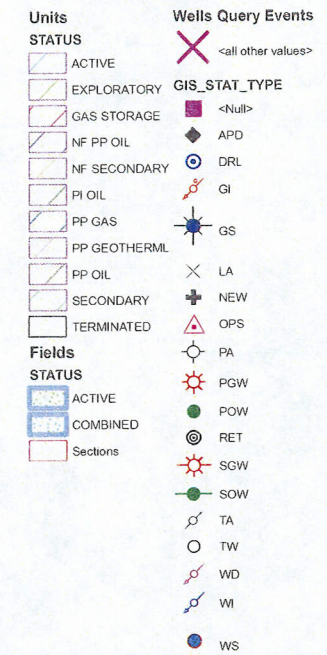 Units
STATUS
ACTIVE
EXPLORATORY
GAS STORAGE
NF PP OIL
NF SECONDARY
PI OIL
PP GAS
PP GEOTHERML
PP OIL
SECONDARY
TERMINATED
Fields
STATUS
ACTIVE
COMBINED
Sections
Wells Query Events
<all other values>
GIS_STAT_TYPE
<Null>
APD
DRL
GI
GS
LA
NEW
OPS
PA
PGW
POW
RET
SGW
SOW
TA
TW
WD
WI
WS